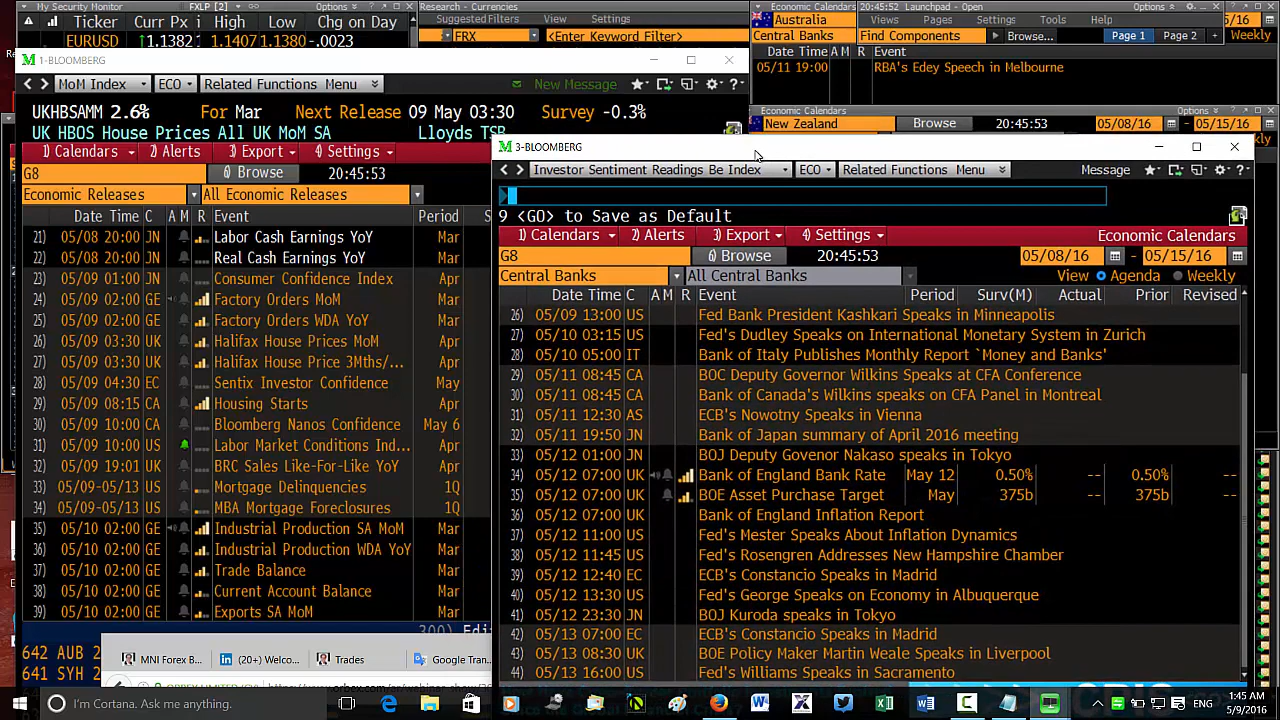 My Security Monitor
FXLP [2]
Options
Ticker Curr Px High Low Chg on Day
EURUSD 1.1382 1.1407 1.1380 -.0023
Research - Currencies
Suggested Filters View Settings
FRX <Enter Keyword Filter>
Economic Calendars
Australia
Central Banks
Date Time A M R Event
05/11 19:00 RBA's Edey Speech in Melbourne
20:45:52 Launchpad - Open Options
Views Pages Settings Tools Help
Find Components Browse... Page 1 Page 2 +
Weekly
Economic Calendars Options
New Zealand Browse 20:45:53 05/08/16 - 05/15/16
1-BLOOMBERG
MoM Index ECO Related Functions Menu New Message
UKHBSAMM 2.6% For Mar Next Release 09 May 03:30 Survey -0.3%
UK HBOS House Prices All UK MoM SA Lloyds TSB
1) Calendars 2) Alerts 3) Export 4) Settings
G8 Browse 20:45:53
Economic Releases All Economic Releases
Date Time C A M R Event Period
21) 05/08 20:00 JN Labor Cash Earnings YoY Mar
22) 05/08 20:00 JN Real Cash Earnings YoY Mar
23) 05/09 01:00 JN Consumer Confidence Index Apr
24) 05/09 02:00 GE Factory Orders MoM Mar
25) 05/09 02:00 GE Factory Orders WDA YoY Mar
26) 05/09 03:30 UK Halifax House Prices MoM Apr
27) 05/09 03:30 UK Halifax House Price 3Mths/... Apr
28) 05/09 04:30 EC Sentix Investor Confidence May
29) 05/09 08:15 CA Housing Starts Apr
30) 05/09 10:00 CA Bloomberg Nanos Confidence May 6
31) 05/09 10:00 US Labor Market Conditions Ind... Apr
32) 05/09 19:01 UK BRC Sales Like-For-Like YoY Apr
33) 05/09-05/13 US Mortgage Delinquencies 1Q
34) 05/09-05/13 US MBA Mortgage Foreclosures 1Q
35) 05/10 02:00 GE Industrial Production SA MoM Mar
36) 05/10 02:00 GE Industrial Production WDA YoY Mar
37) 05/10 02:00 GE Trade Balance Mar
38) 05/10 02:00 GE Current Account Balance Mar
39) 05/10 02:00 GE Exports SA MoM Mar
3-BLOOMBERG
Investor Sentiment Readings Be Index ECO Related Functions Menu Message
9 <GO> to Save as Default
1) Calendars 2) Alerts 3) Export 4) Settings Economic Calendars
G8 Browse 20:45:53 05/08/16 - 05/15/16
Central Banks All Central Banks View Agenda Weekly
Date Time C A M R Event Period Surv(M) Actual Prior Revised
26) 05/09 13:00 US Fed Bank President Kashkari Speaks in Minneapolis
27) 05/10 03:15 US Fed's Dudley Speaks on International Monetary System in Zurich
28) 05/10 05:00 IT Bank of Italy Publishes Monthly Report `Money and Banks'
29) 05/11 08:45 CA BOC Deputy Governor Wilkins Speaks at CFA Conference
30) 05/11 08:45 CA Bank of Canada's Wilkins speaks on CFA Panel in Montreal
31) 05/11 12:30 AS ECB's Nowotny Speaks in Vienna
32) 05/11 19:50 JN Bank of Japan summary of April 2016 meeting
33) 05/12 01:00 JN BOJ Deputy Govenor Nakaso speaks in Tokyo
34) 05/12 07:00 UK Bank of England Bank Rate May 12 0.50% -- 0.50% --
35) 05/12 07:00 UK BOE Asset Purchase Target May 375b -- 375b --
36) 05/12 07:00 UK Bank of England Inflation Report
37) 05/12 11:00 US Fed's Mester Speaks About Inflation Dynamics
38) 05/12 11:45 US Fed's Rosengren Addresses New Hampshire Chamber
39) 05/12 12:40 EC ECB's Constancio Speaks in Madrid
40) 05/12 13:30 US Fed's George Speaks on Economy in Albuquerque
41) 05/12 23:30 JN BOJ Kuroda speaks in Tokyo
42) 05/13 07:00 EC ECB's Constancio Speaks in Madrid
43) 05/13 08:30 UK BOE Policy Maker Martin Weale Speaks in Liverpool
44) 05/13 16:00 US Fed's Williams Speaks in Sacramento
642 AUB 2
641 SYH 2
MNI Forex B... (20+) Welco... Trades Google Tran...
I'm Cortana. Ask me anything.
1:45 AM
5/9/2016